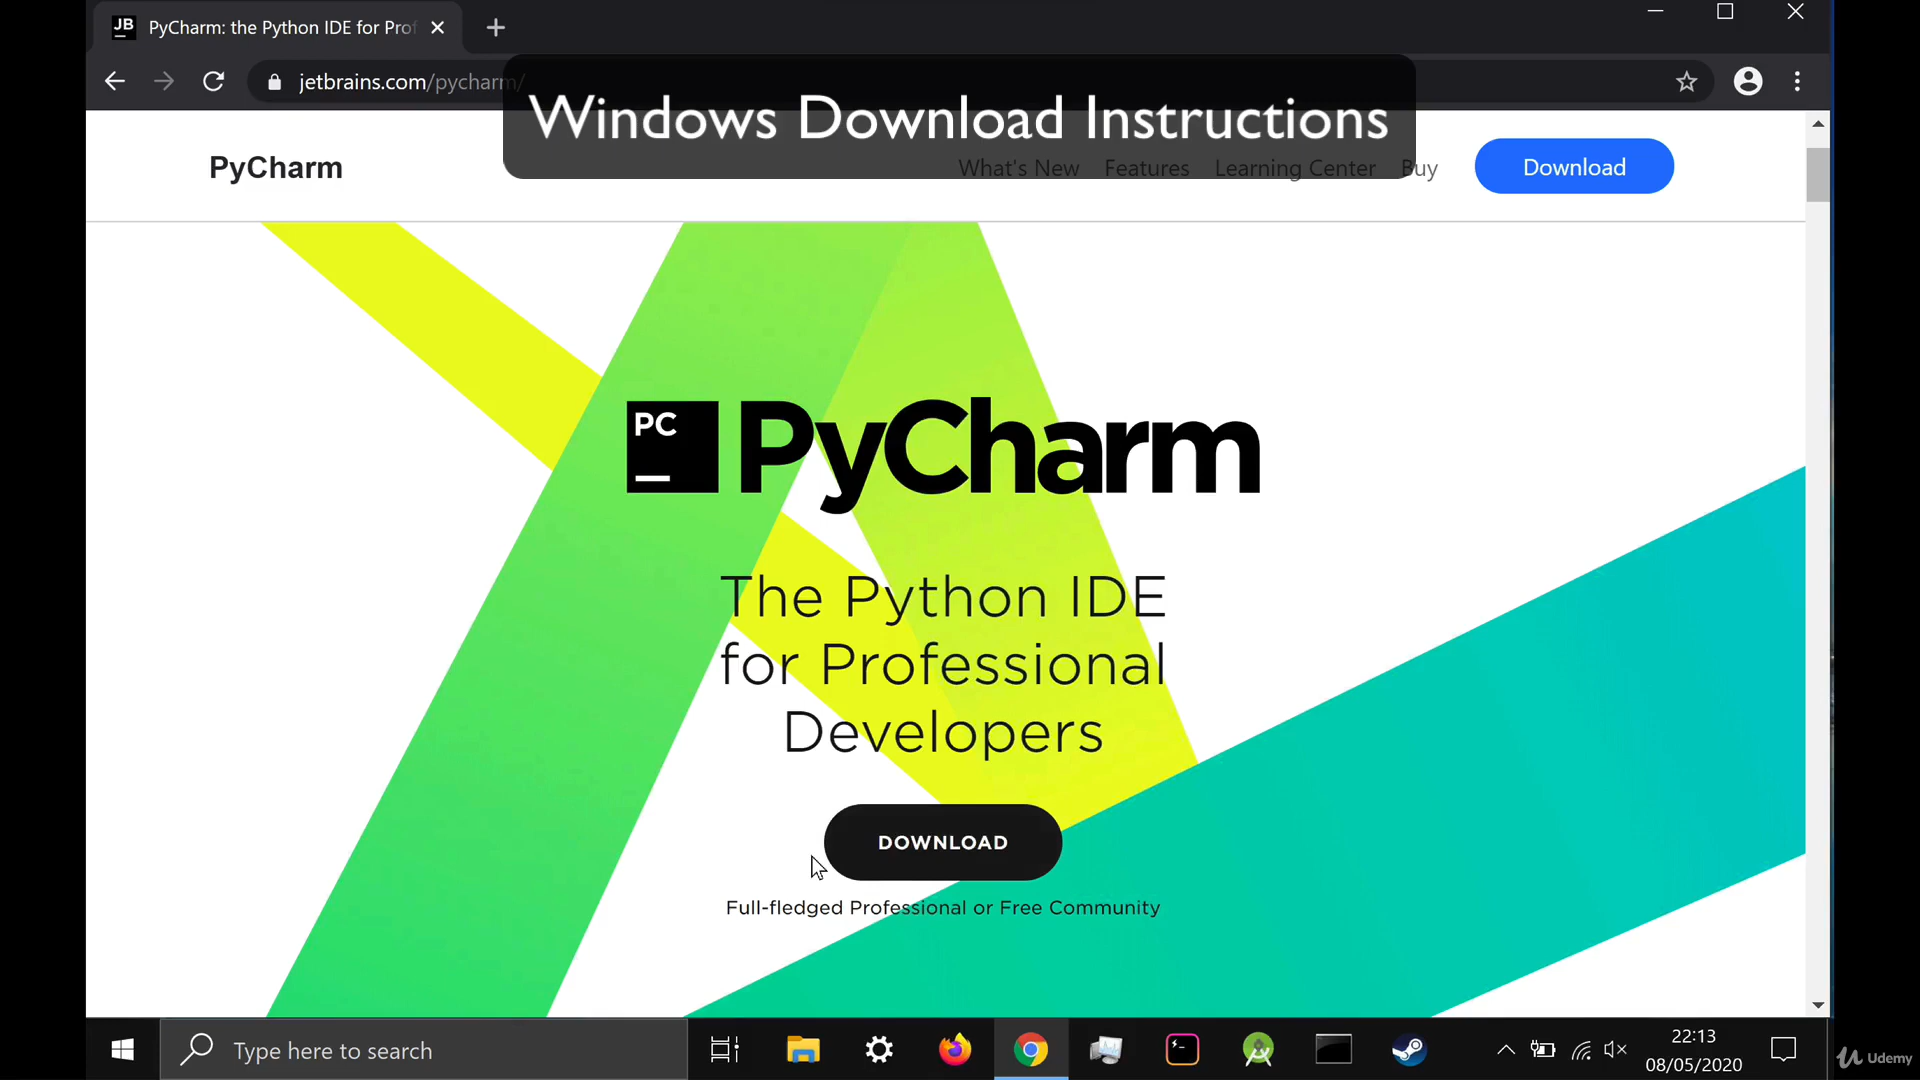 JB
PyCharm: the Python IDE for Prof
jetbrains.com/pycharm/
Windows Download Instructions
PyCharm
What's New
Features
Learning Center
Buy
Download
PC
PyCharm
The Python IDE
for Professional
Developers
DOWNLOAD
Full-fledged Professional or Free Community
Type here to search
22:13
08/05/2020
Udemy